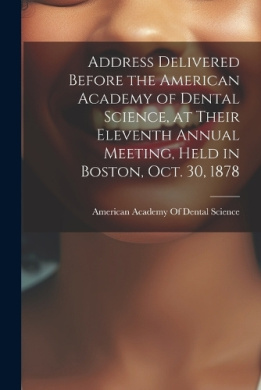 Address Delivered
Before the American
Academy of Dental
Science, at Their
Eleventh Annual
Meeting, Held in
Boston, Oct. 30, 1878
American Academy Of Dental Science